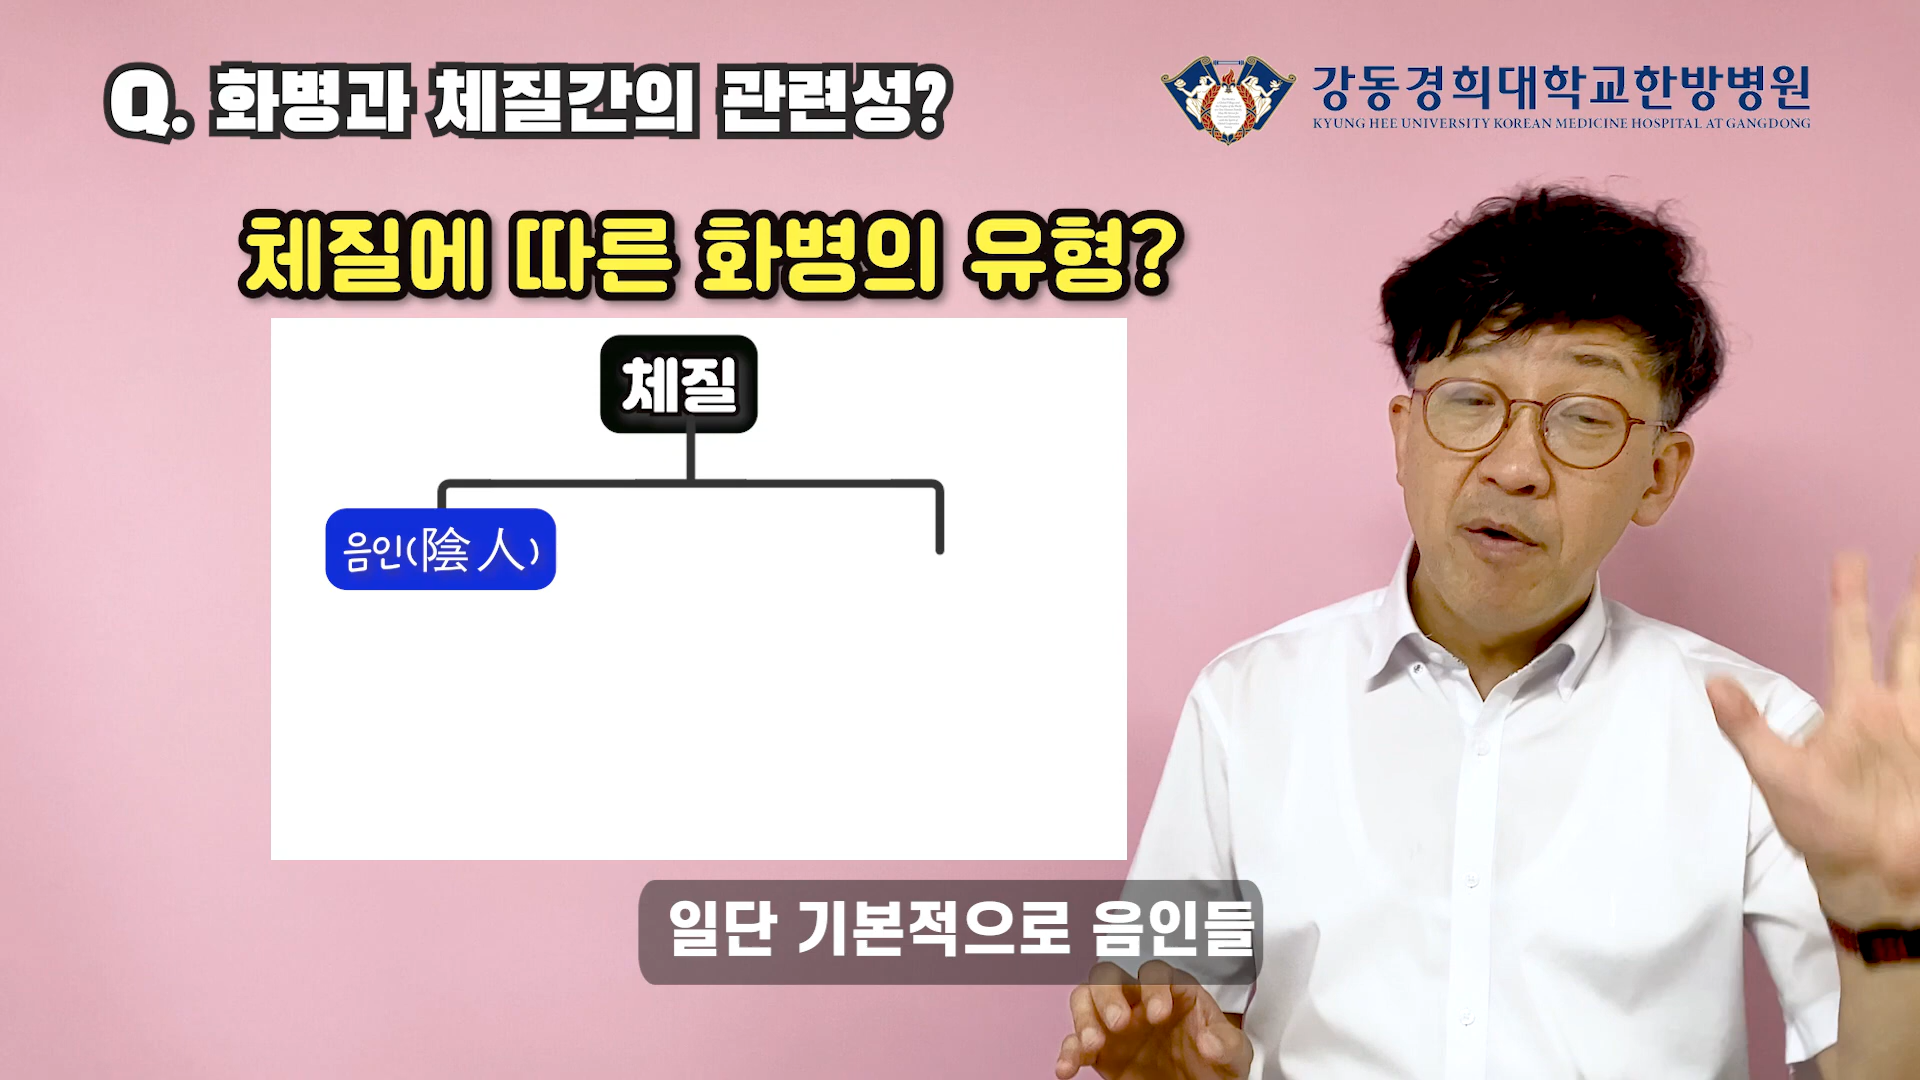 Q. 화병과 체질간의 관련성?
강동경희대학교한방병원
KYUNG HEE UNIVERSITY KOREAN MEDICINE HOSPITAL AT GANGDONG
체질에 따른 화병의 유형?
체질
음인(陰人)
일단 기본적으로 음인들